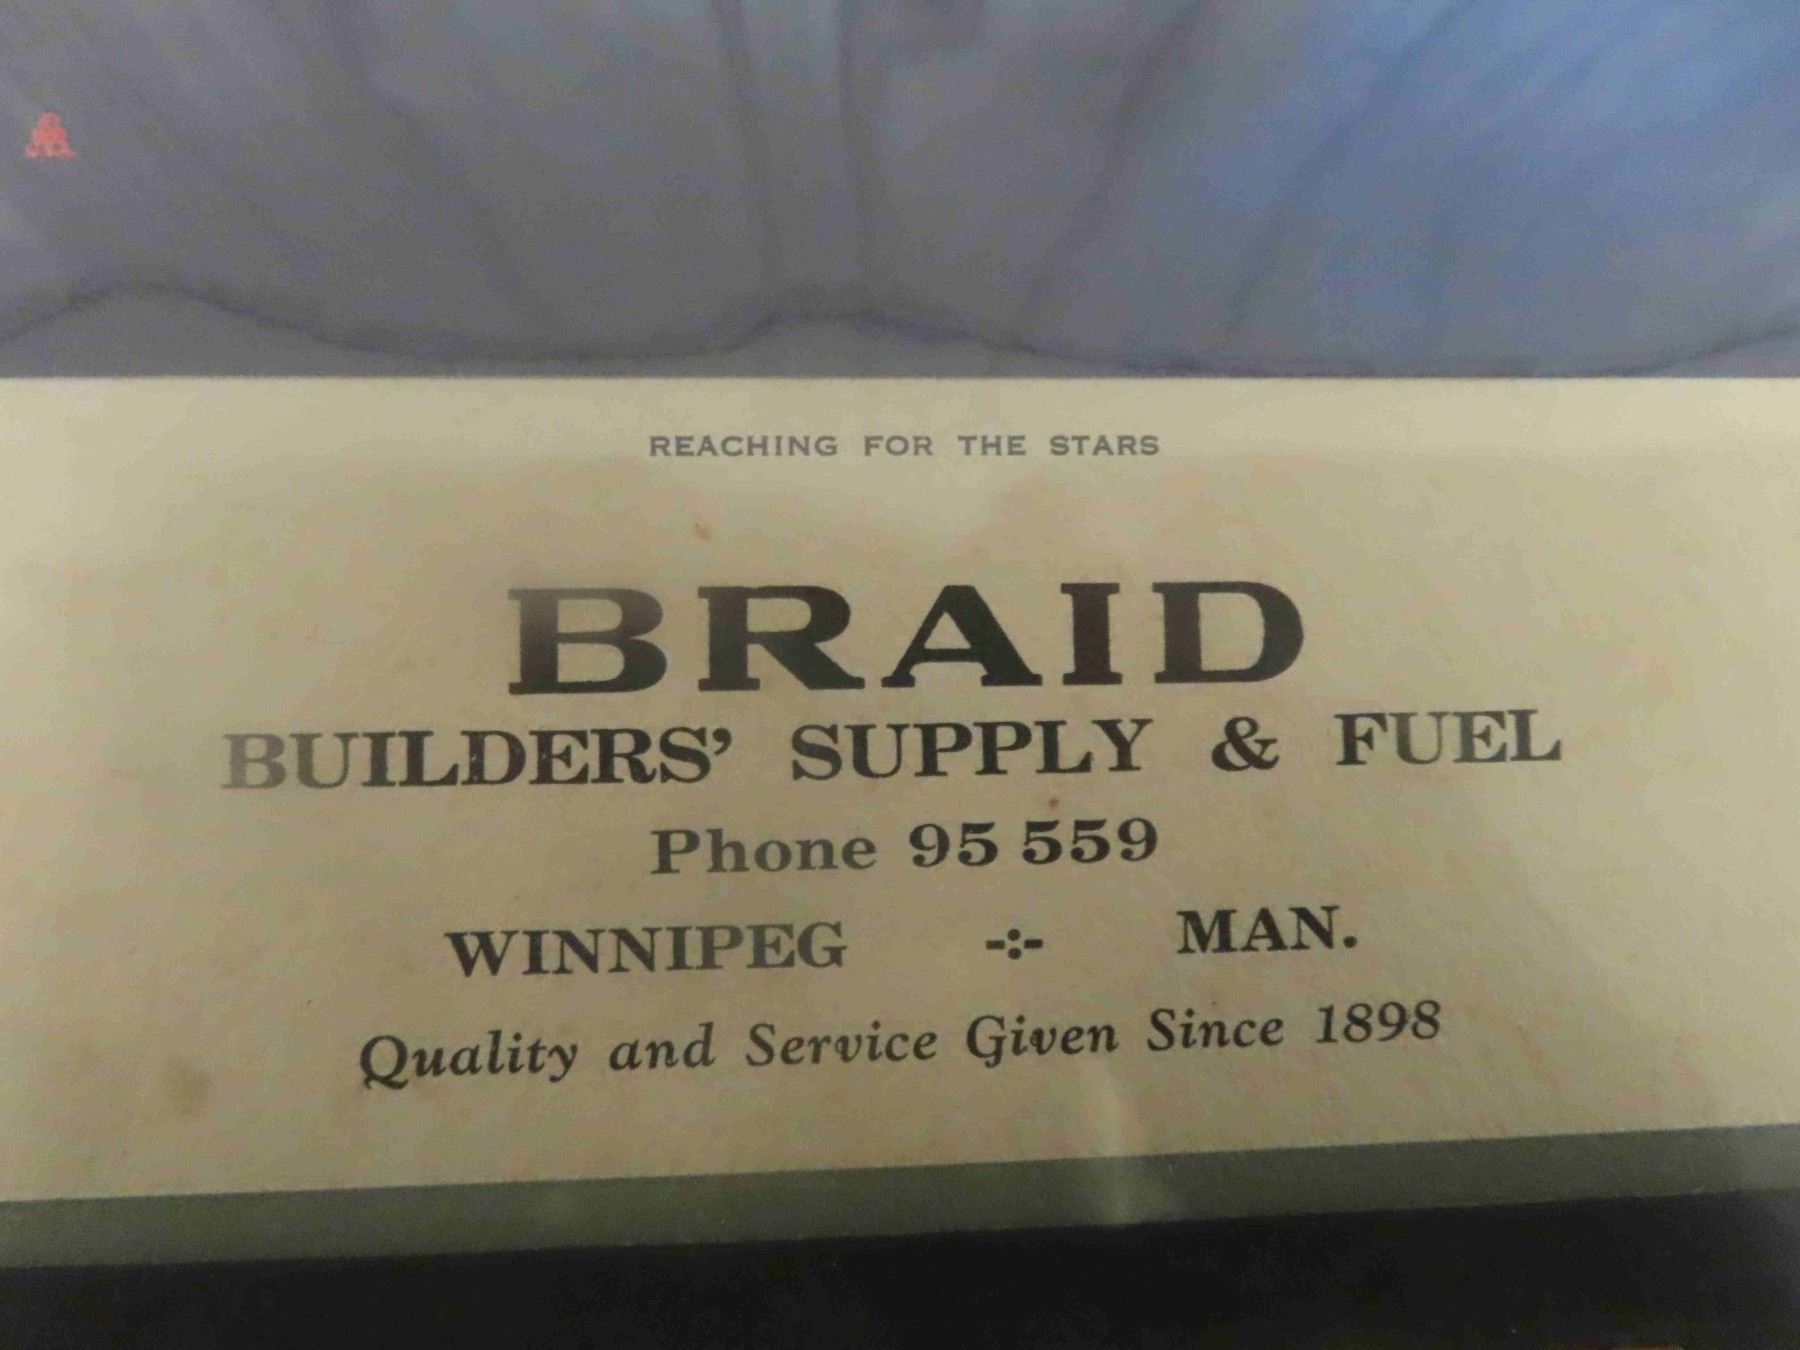 REACHING FOR THE STARS
BRAID
BUILDERS' SUPPLY & FUEL
Phone 95 559
WINNIPEG -:- MAN.
Quality and Service Given Since 1898